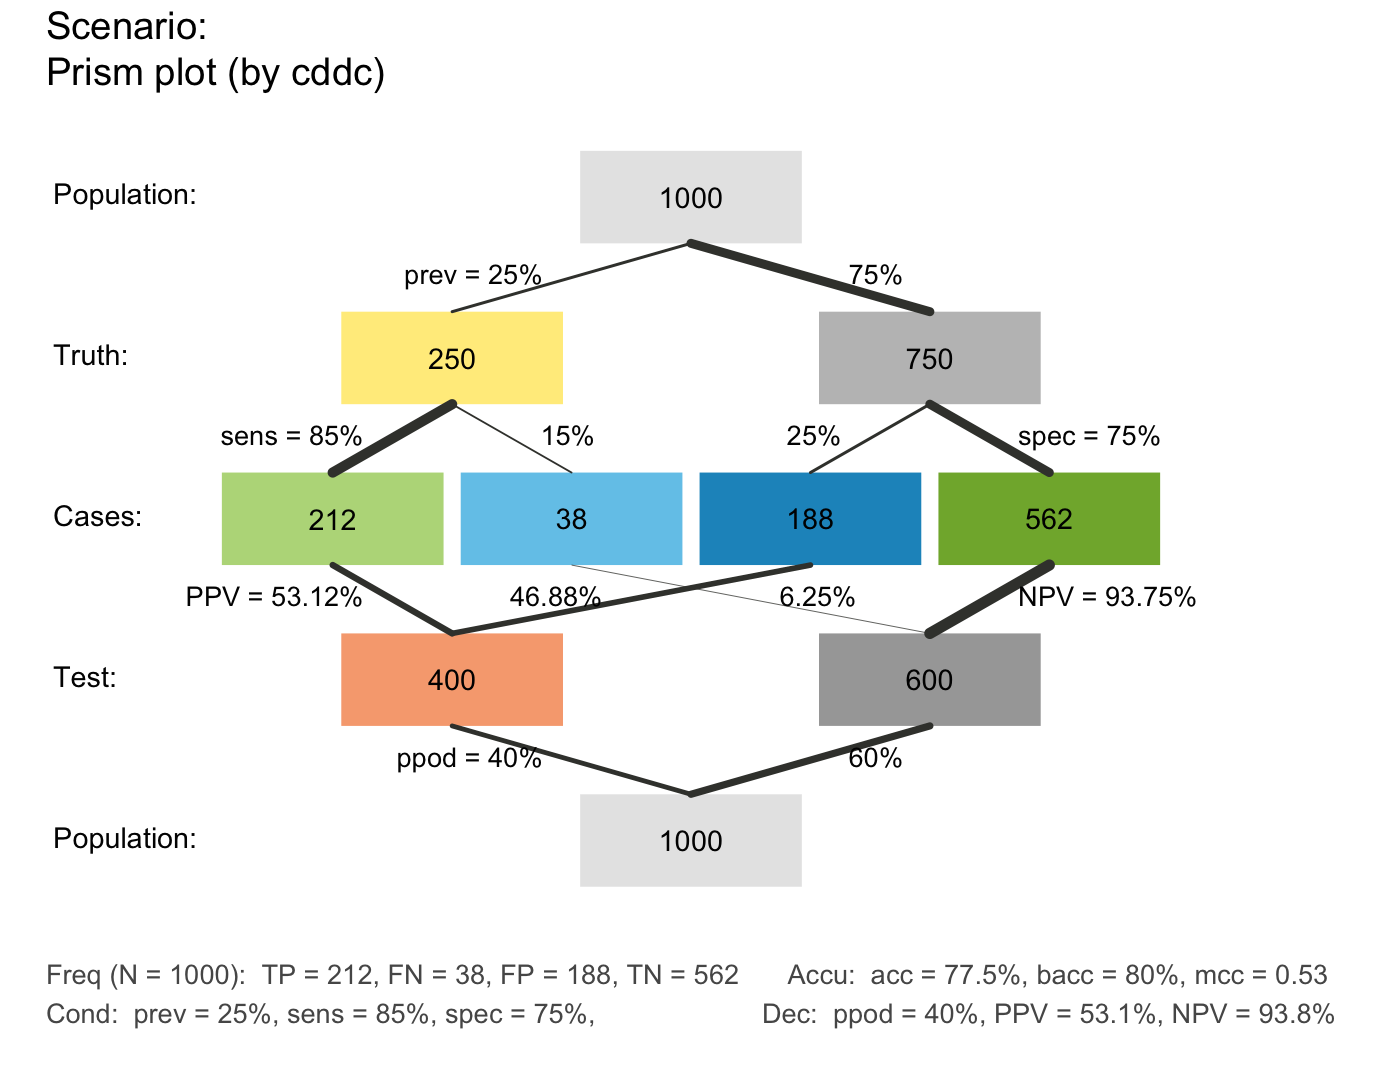 Scenario:
Prism plot (by cddc)
Population:
1000
prev = 25%
75%
Truth:
250
750
sens = 85%
15%
25%
spec = 75%
Cases:
212
38
188
562
PPV = 53.12%
46.88%
6.25%
NPV = 93.75%
Test:
400
600
ppod = 40%
60%
Population:
1000
Freq (N = 1000):  TP = 212, FN = 38, FP = 188, TN = 562
Accu:  acc = 77.5%, bacc = 80%, mcc = 0.53
Cond:  prev = 25%, sens = 85%, spec = 75%,
Dec:  ppod = 40%, PPV = 53.1%, NPV = 93.8%